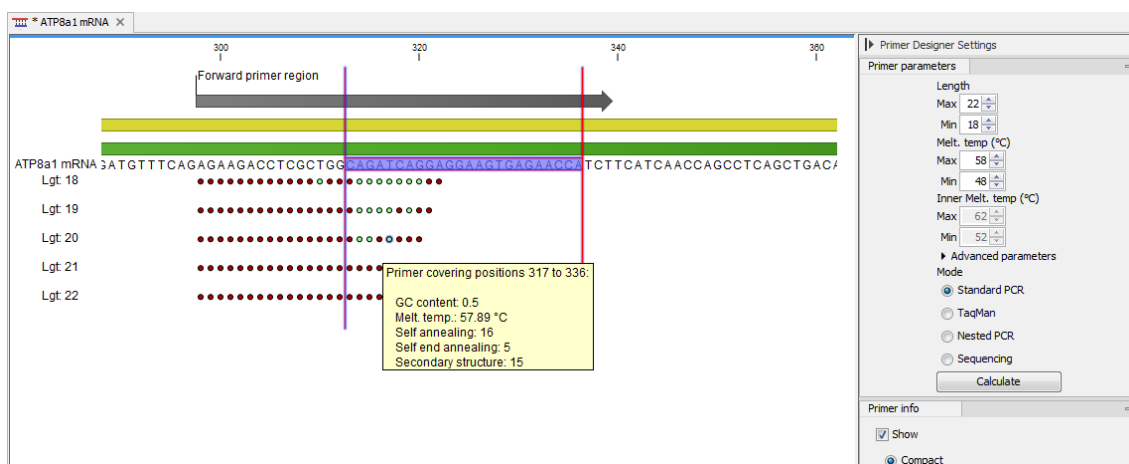 * ATP8a1 mRNA
300 320 340 360
Forward primer region
ATP8a1 mRNA GATGTTTCAGAGAAGACCTCGCTGGCAGATCAGGAGGAAGTGAGAACCATCTTCATCAACCAGCCTCAGCTGACA
Lgt: 18
Lgt: 19
Lgt: 20
Lgt: 21
Lgt: 22
Primer covering positions 317 to 336:
GC content: 0.5
Melt. temp.: 57.89 °C
Self annealing: 16
Self end annealing: 5
Secondary structure: 15
Primer Designer Settings
Primer parameters
Length
Max 22
Min 18
Melt. temp (°C)
Max 58
Min 48
Inner Melt. temp (°C)
Max 62
Min 52
Advanced parameters
Mode
Standard PCR
TaqMan
Nested PCR
Sequencing
Calculate
Primer info
Show
Compact